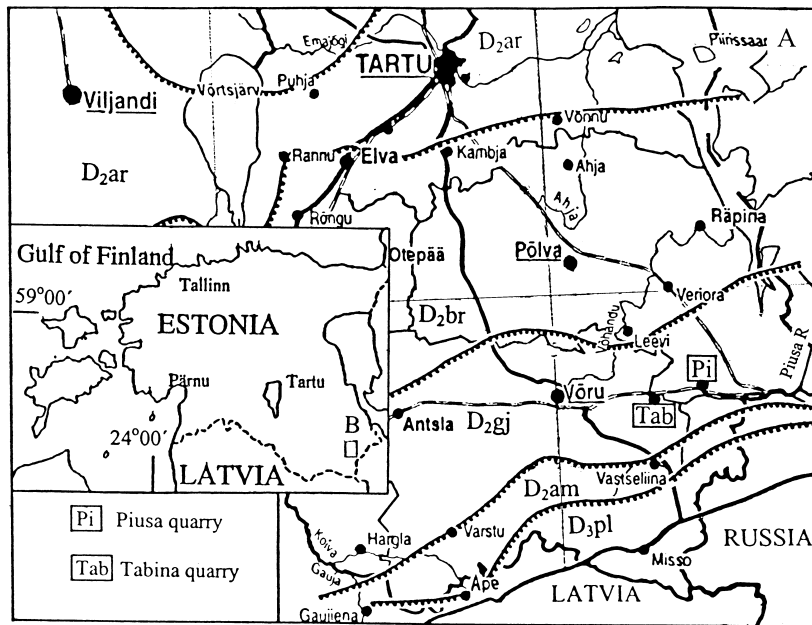 Emajõgi
D₂ar
Piirissaar
A
TARTU
Puhja
Võrtsjärv
Viljandi
Võnnu
Rannu
Elva
Kambja
Ahja
D₂ar
Ahja
Rõngu
Räpina
Otepää
Põlva
Veriora
D₂br
Võhandu
Leevi
Piusa R
Pi
Võru
Tab
Antsla
D₂gj
Vastseliina
D₂am
D₃pl
Varstu
Hargla
Koiva
Gauja
Misso
RUSSIA
Ape
LATVIA
Gaujiena
Gulf of Finland
Tallinn
59°00′
ESTONIA
Pärnu
Tartu
B
24°00′
LATVIA
Pi Piusa quarry
Tab Tabina quarry